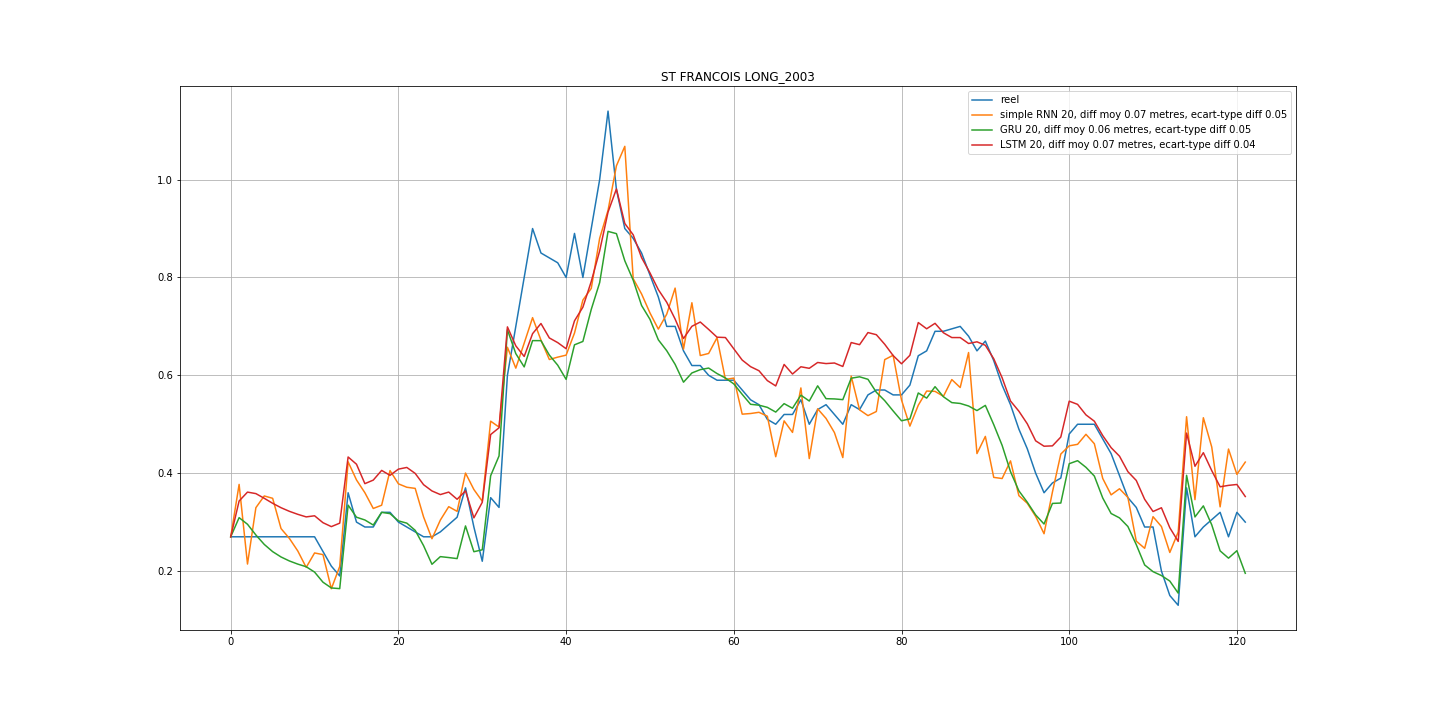 ST FRANCOIS LONG_2003
reel
simple RNN 20, diff moy 0.07 metres, ecart-type diff 0.05
GRU 20, diff moy 0.06 metres, ecart-type diff 0.05
LSTM 20, diff moy 0.07 metres, ecart-type diff 0.04
1.0
0.8
0.6
0.4
0.2
0 20 40 60 80 100 120